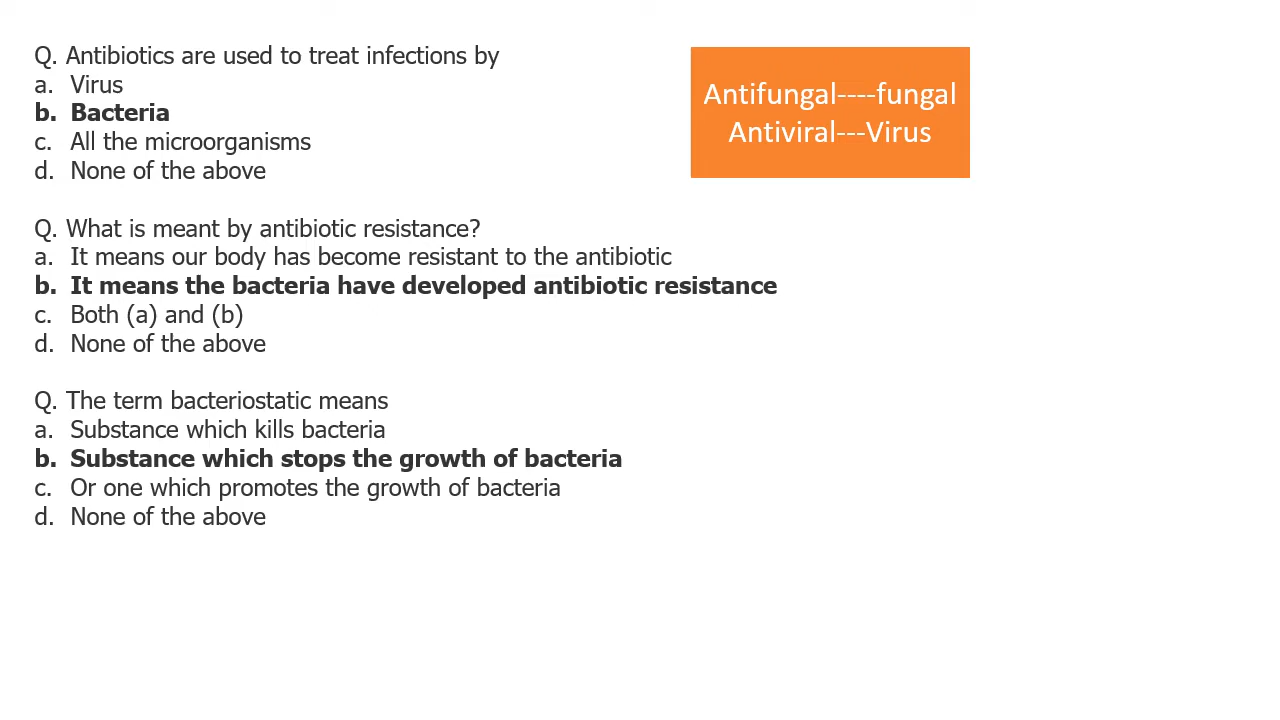 Q. Antibiotics are used to treat infections by
a. Virus
b. Bacteria
c. All the microorganisms
d. None of the above
Antifungal----fungal
Antiviral---Virus
Q. What is meant by antibiotic resistance?
a. It means our body has become resistant to the antibiotic
b. It means the bacteria have developed antibiotic resistance
c. Both (a) and (b)
d. None of the above
Q. The term bacteriostatic means
a. Substance which kills bacteria
b. Substance which stops the growth of bacteria
c. Or one which promotes the growth of bacteria
d. None of the above